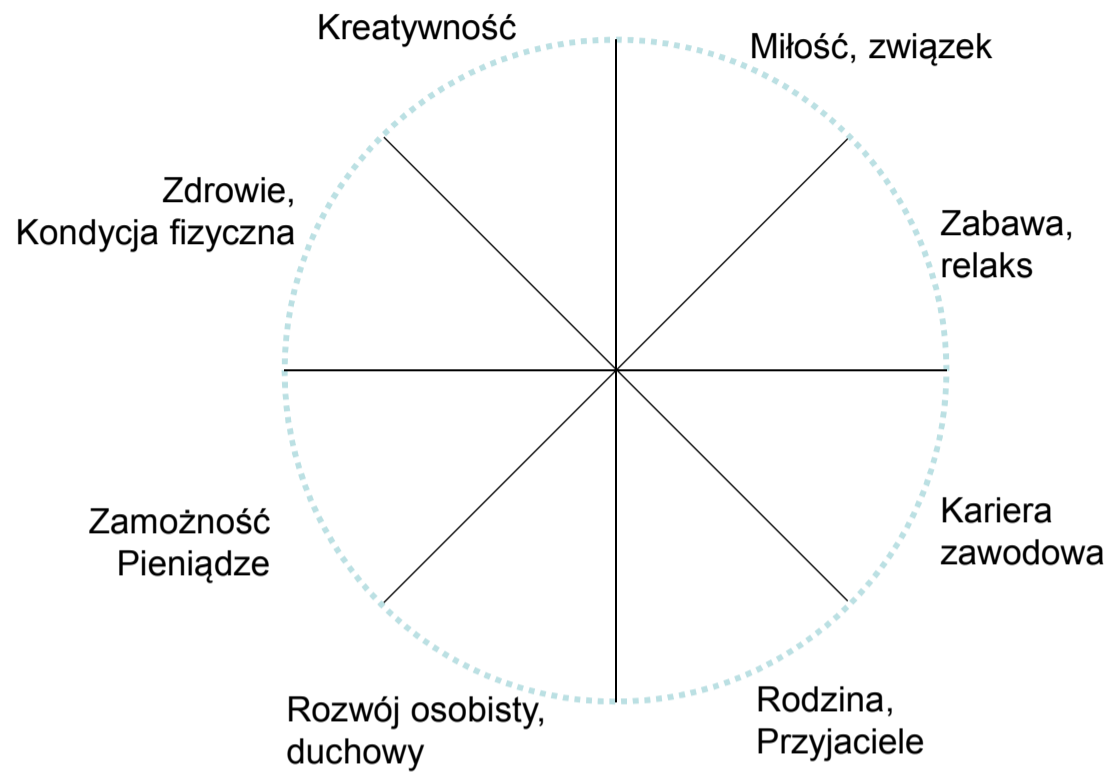 Kreatywność
Miłość, związek
Zdrowie,
Kondycja fizyczna
Zabawa,
relaks
Zamożność
Pieniądze
Kariera
zawodowa
Rozwój osobisty,
duchowy
Rodzina,
Przyjaciele